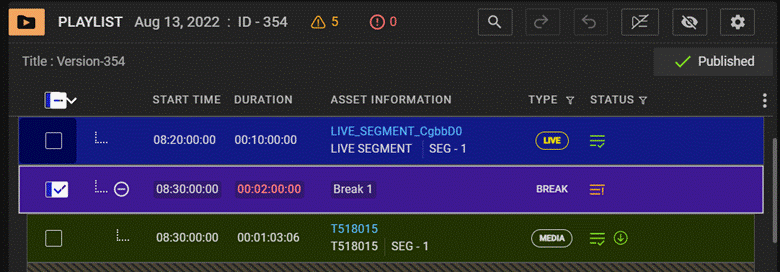 PLAYLIST Aug 13, 2022 : ID - 354 5 0
Title : Version-354 Published
START TIME DURATION ASSET INFORMATION TYPE STATUS
LIVE_SEGMENT_CgbbD0
08:20:00:00 00:10:00:00 LIVE
LIVE SEGMENT SEG - 1
08:30:00:00 00:02:00:00 Break 1 BREAK
T518015
08:30:00:00 00:01:03:06 MEDIA
T518015 SEG - 1